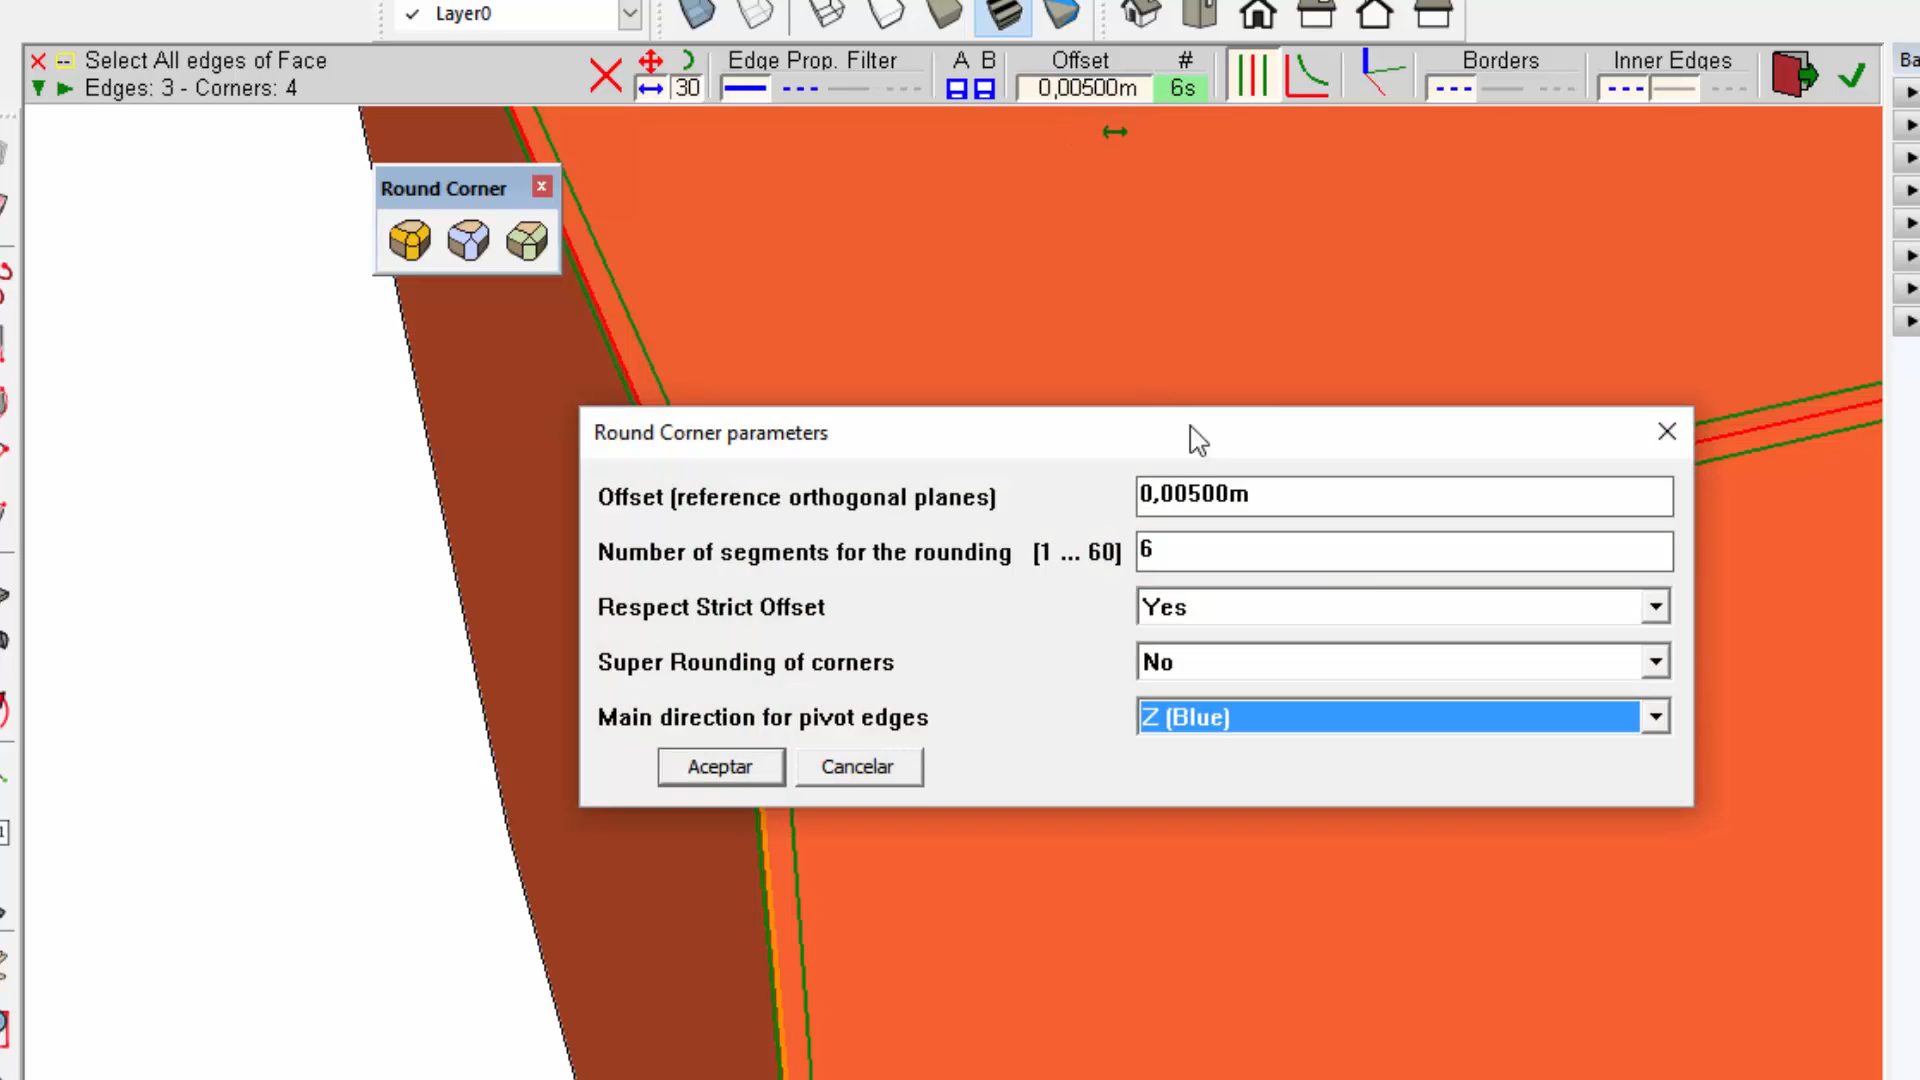 Layer0
Select All edges of Face
Edges: 3 - Corners: 4
30
Edge Prop. Filter
A B
Offset
0,00500m
#
6s
Borders
Inner Edges
Ba
Round Corner
Round Corner parameters
Offset (reference orthogonal planes)
0,00500m
Number of segments for the rounding [1 ... 60]
6
Respect Strict Offset
Yes
Super Rounding of corners
No
Main direction for pivot edges
Z (Blue)
Aceptar
Cancelar